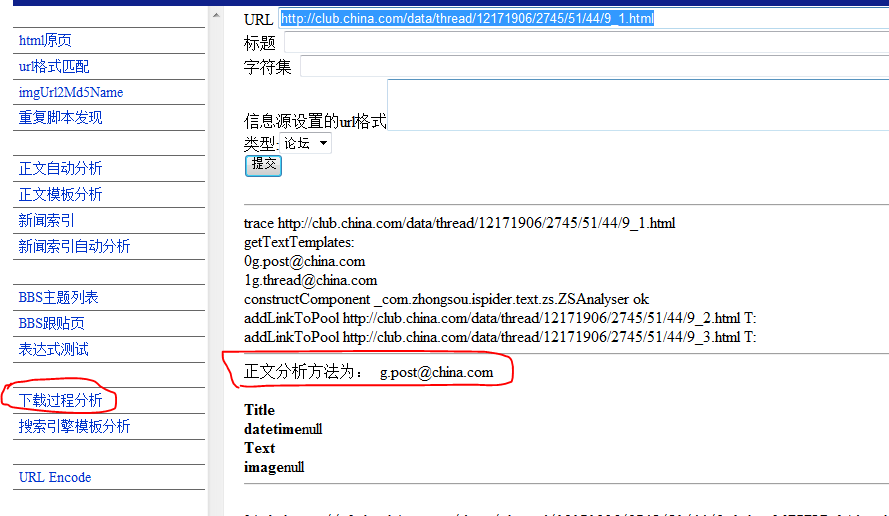 html原页
url格式匹配
imgUrl2Md5Name
重复脚本发现
正文自动分析
正文模板分析
新闻索引
新闻索引自动分析
BBS主题列表
BBS跟贴页
表达式测试
下载过程分析
搜索引擎模板分析
URL Encode
URL http://club.china.com/data/thread/12171906/2745/51/44/9_1.html
标题
字符集
信息源设置的url格式
类型:论坛
提交
trace http://club.china.com/data/thread/12171906/2745/51/44/9_1.html
getTextTemplates:
0g.post@china.com
1g.thread@china.com
constructComponent _com.zhongsou.ispider.text.zs.ZSAnalyser ok
addLinkToPool http://club.china.com/data/thread/12171906/2745/51/44/9_2.html T:
addLinkToPool http://club.china.com/data/thread/12171906/2745/51/44/9_3.html T:
正文分析方法为： g.post@china.com
Title
datetimenull
Text
imagenull